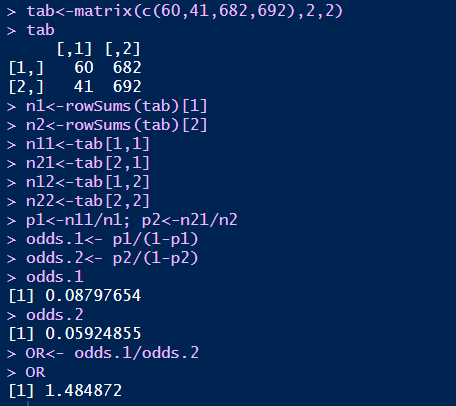 > tab<-matrix(c(60,41,682,692),2,2)
> tab
     [,1] [,2]
[1,]   60  682
[2,]   41  692
> n1<-rowSums(tab)[1]
> n2<-rowSums(tab)[2]
> n11<-tab[1,1]
> n21<-tab[2,1]
> n12<-tab[1,2]
> n22<-tab[2,2]
> p1<-n11/n1; p2<-n21/n2
> odds.1<- p1/(1-p1)
> odds.2<- p2/(1-p2)
> odds.1
[1] 0.08797654
> odds.2
[1] 0.05924855
> OR<- odds.1/odds.2
> OR
[1] 1.484872